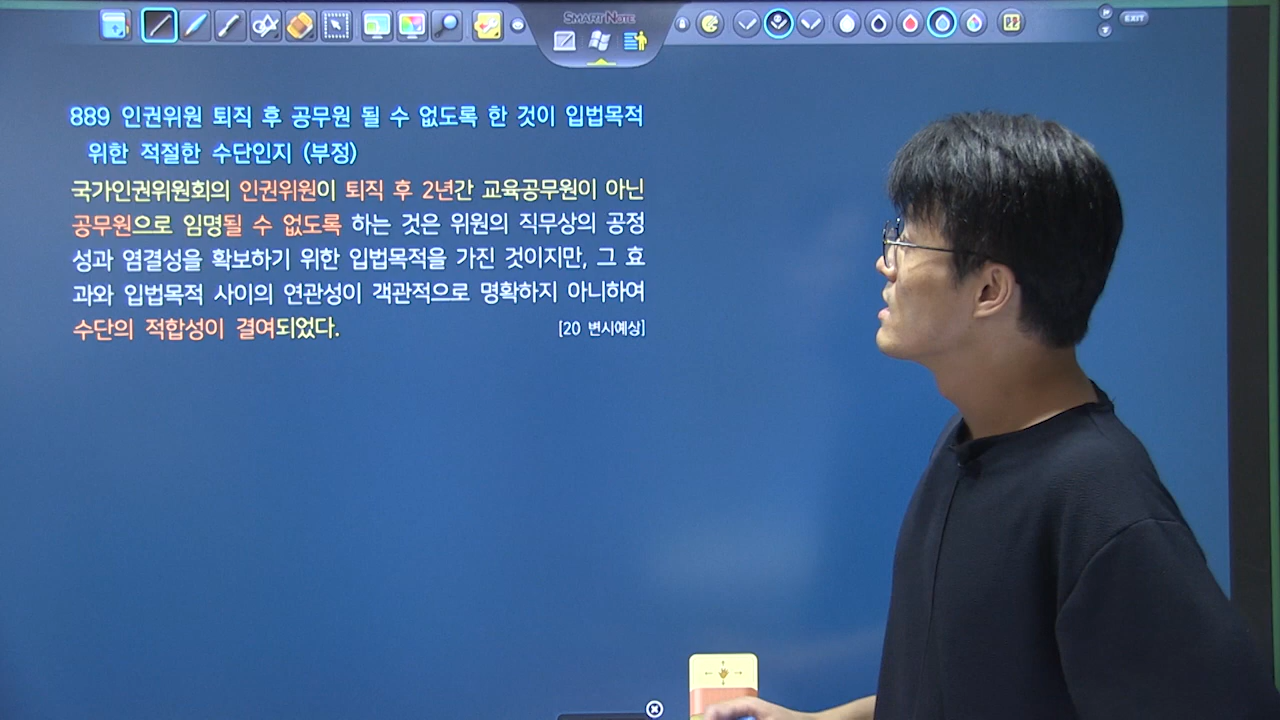 SMART NOTE
EXIT
889 인권위원 퇴직 후 공무원 될 수 없도록 한 것이 입법목적
위한 적절한 수단인지 (부정)
국가인권위원회의 인권위원이 퇴직 후 2년간 교육공무원이 아닌
공무원으로 임명될 수 없도록 하는 것은 위원의 직무상의 공정
성과 염결성을 확보하기 위한 입법목적을 가진 것이지만, 그 효
과와 입법목적 사이의 연관성이 객관적으로 명확하지 아니하여
수단의 적합성이 결여되었다.
[20 변시예상]